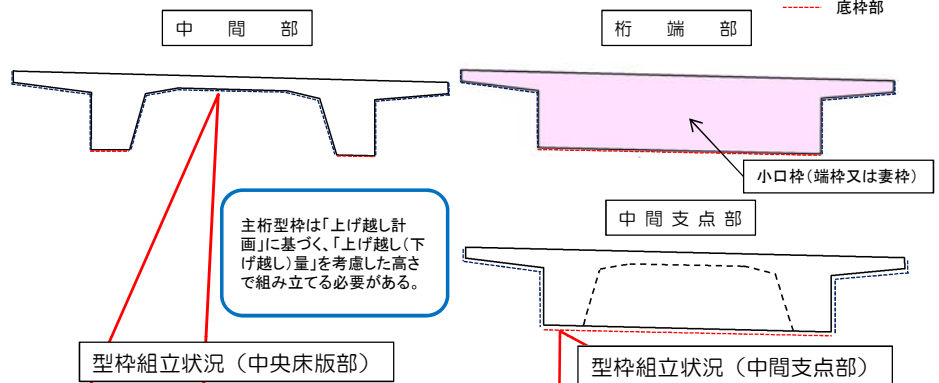 底枠部
中間部
桁端部
小口枠(端枠又は妻枠)
中間支点部
主桁型枠は「上げ越し計
画」に基づく、「上げ越し(下
げ越し)量」を考慮した高さ
で組み立てる必要がある。
型枠組立状況（中央床版部）
型枠組立状況（中間支点部）